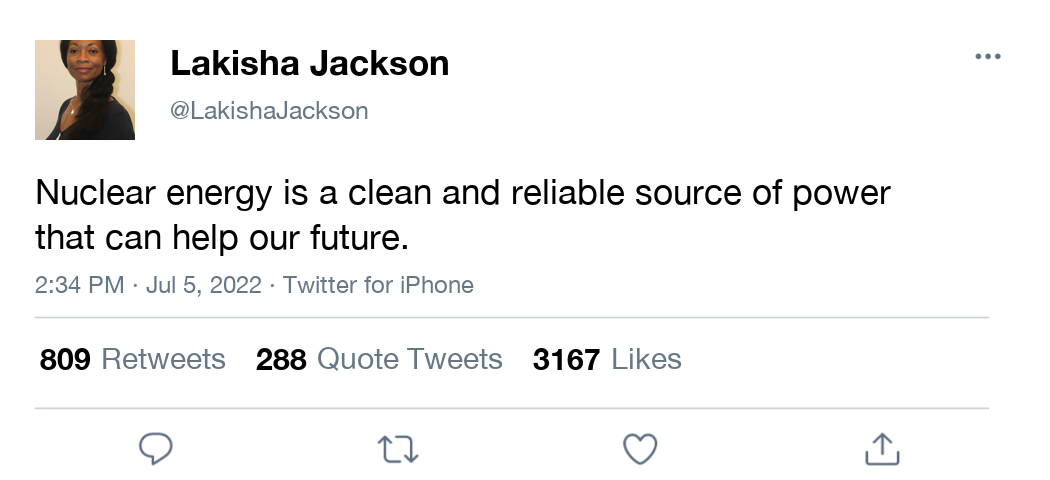 Lakisha Jackson
@LakishaJackson
Nuclear energy is a clean and reliable source of power
that can help our future.
2:34 PM · Jul 5, 2022 · Twitter for iPhone
809 Retweets 288 Quote Tweets 3167 Likes